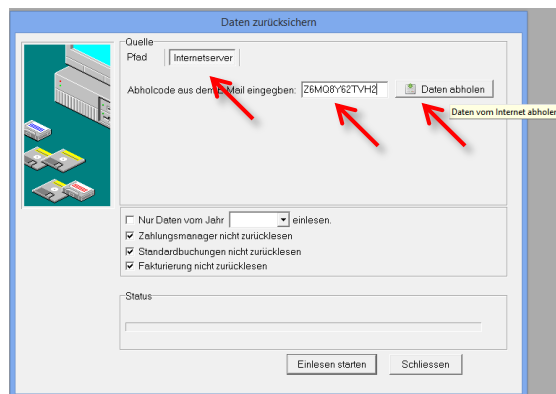 Daten zurücksichern
Quelle
Pfad Internetserver
Abholcode aus dem E-Mail eingegben: Z6MQ8Y62TVH2 Daten abholen
Daten vom Internet abholen
Nur Daten vom Jahr einlesen.
Zahlungsmanager nicht zurücklesen
Standardbuchungen nicht zurücklesen
Fakturierung nicht zurücklesen
Status
Einlesen starten Schliessen